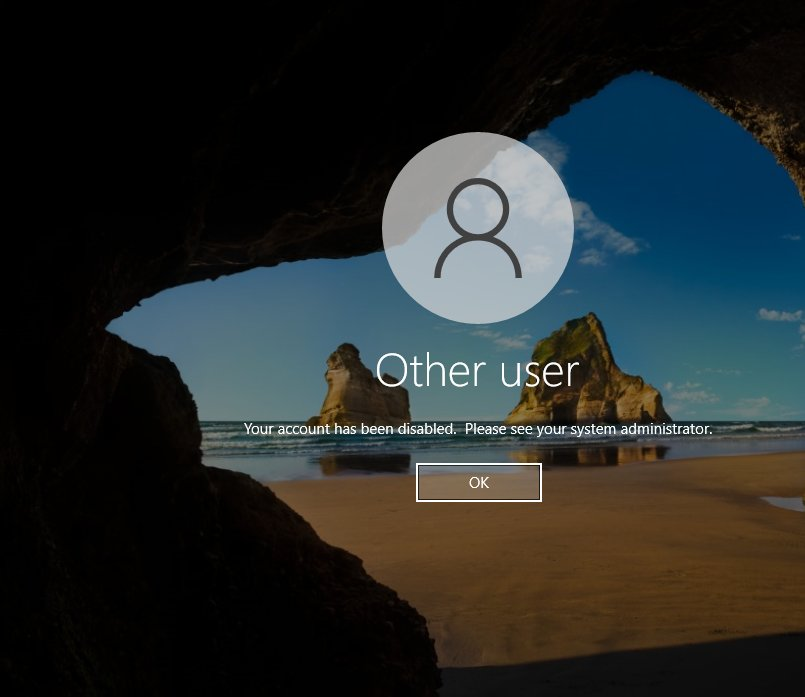 Other user
Your account has been disabled.  Please see your system administrator.
OK